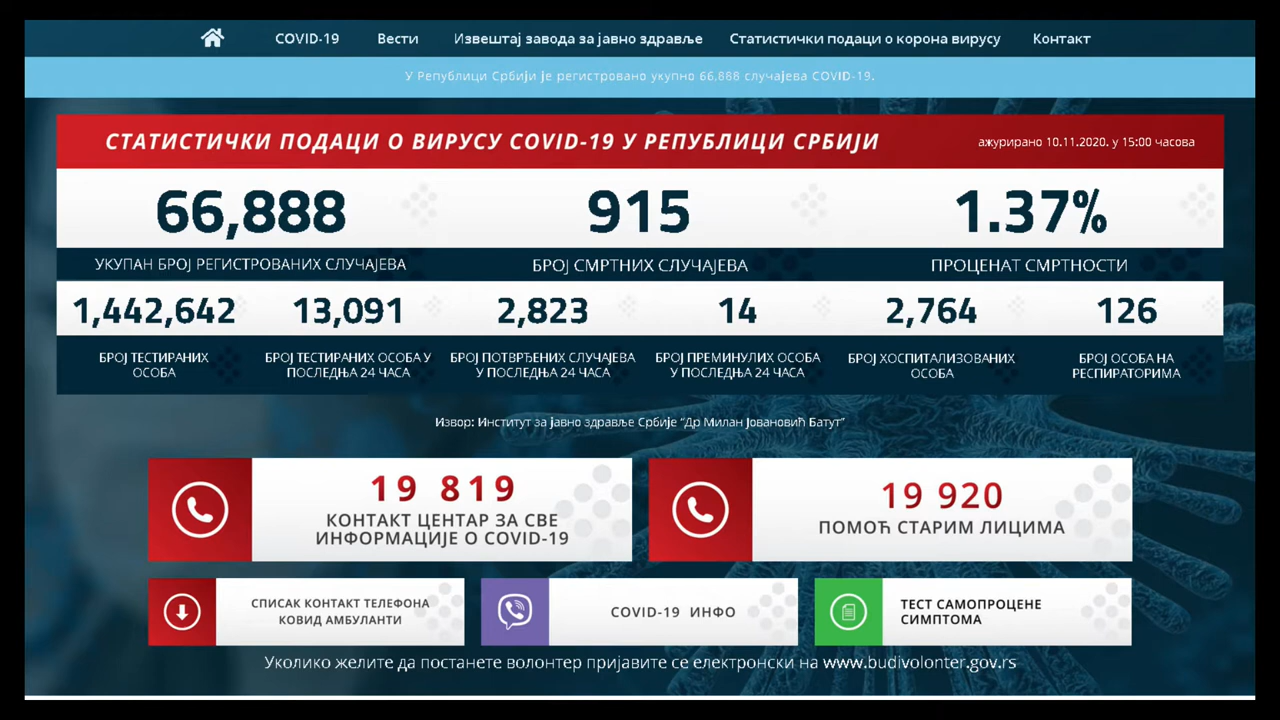 COVID-19 Вести Извештај завода за јавно здравље Статистички подаци о корона вирусу Контакт
У Републици Србији је регистровано укупно 66,888 случајева COVID-19.
СТАТИСТИЧКИ ПОДАЦИ О ВИРУСУ COVID-19 У РЕПУБЛИЦИ СРБИЈИ
ажурирано 10.11.2020. у 15:00 часова
66,888
УКУПАН БРОЈ РЕГИСТРОВАНИХ СЛУЧАЈЕВА
915
БРОЈ СМРТНИХ СЛУЧАЈЕВА
1.37%
ПРОЦЕНАТ СМРТНОСТИ
1,442,642
БРОЈ ТЕСТИРАНИХ
ОСОБА
13,091
БРОЈ ТЕСТИРАНИХ ОСОБА У
ПОСЛЕДЊА 24 ЧАСА
2,823
БРОЈ ПОТВРЂЕНИХ СЛУЧАЈЕВА
У ПОСЛЕДЊА 24 ЧАСА
14
БРОЈ ПРЕМИНУЛИХ ОСОБА
У ПОСЛЕДЊА 24 ЧАСА
2,764
БРОЈ ХОСПИТАЛИЗОВАНИХ
ОСОБА
126
БРОЈ ОСОБА НА
РЕСПИРАТОРИМА
Извор: Институт за јавно здравље Србије “Др Милан Јовановић Батут”
19 819
КОНТАКТ ЦЕНТАР ЗА СВЕ
ИНФОРМАЦИЈЕ О COVID-19
19 920
ПОМОЋ СТАРИМ ЛИЦИМА
СПИСАК КОНТАКТ ТЕЛЕФОНА
КОВИД АМБУЛАНТИ
COVID-19 ИНФО
ТЕСТ САМОПРОЦЕНЕ
СИМПТОМА
Уколико желите да постанете волонтер пријавите се електронски на www.budivolonter.gov.rs